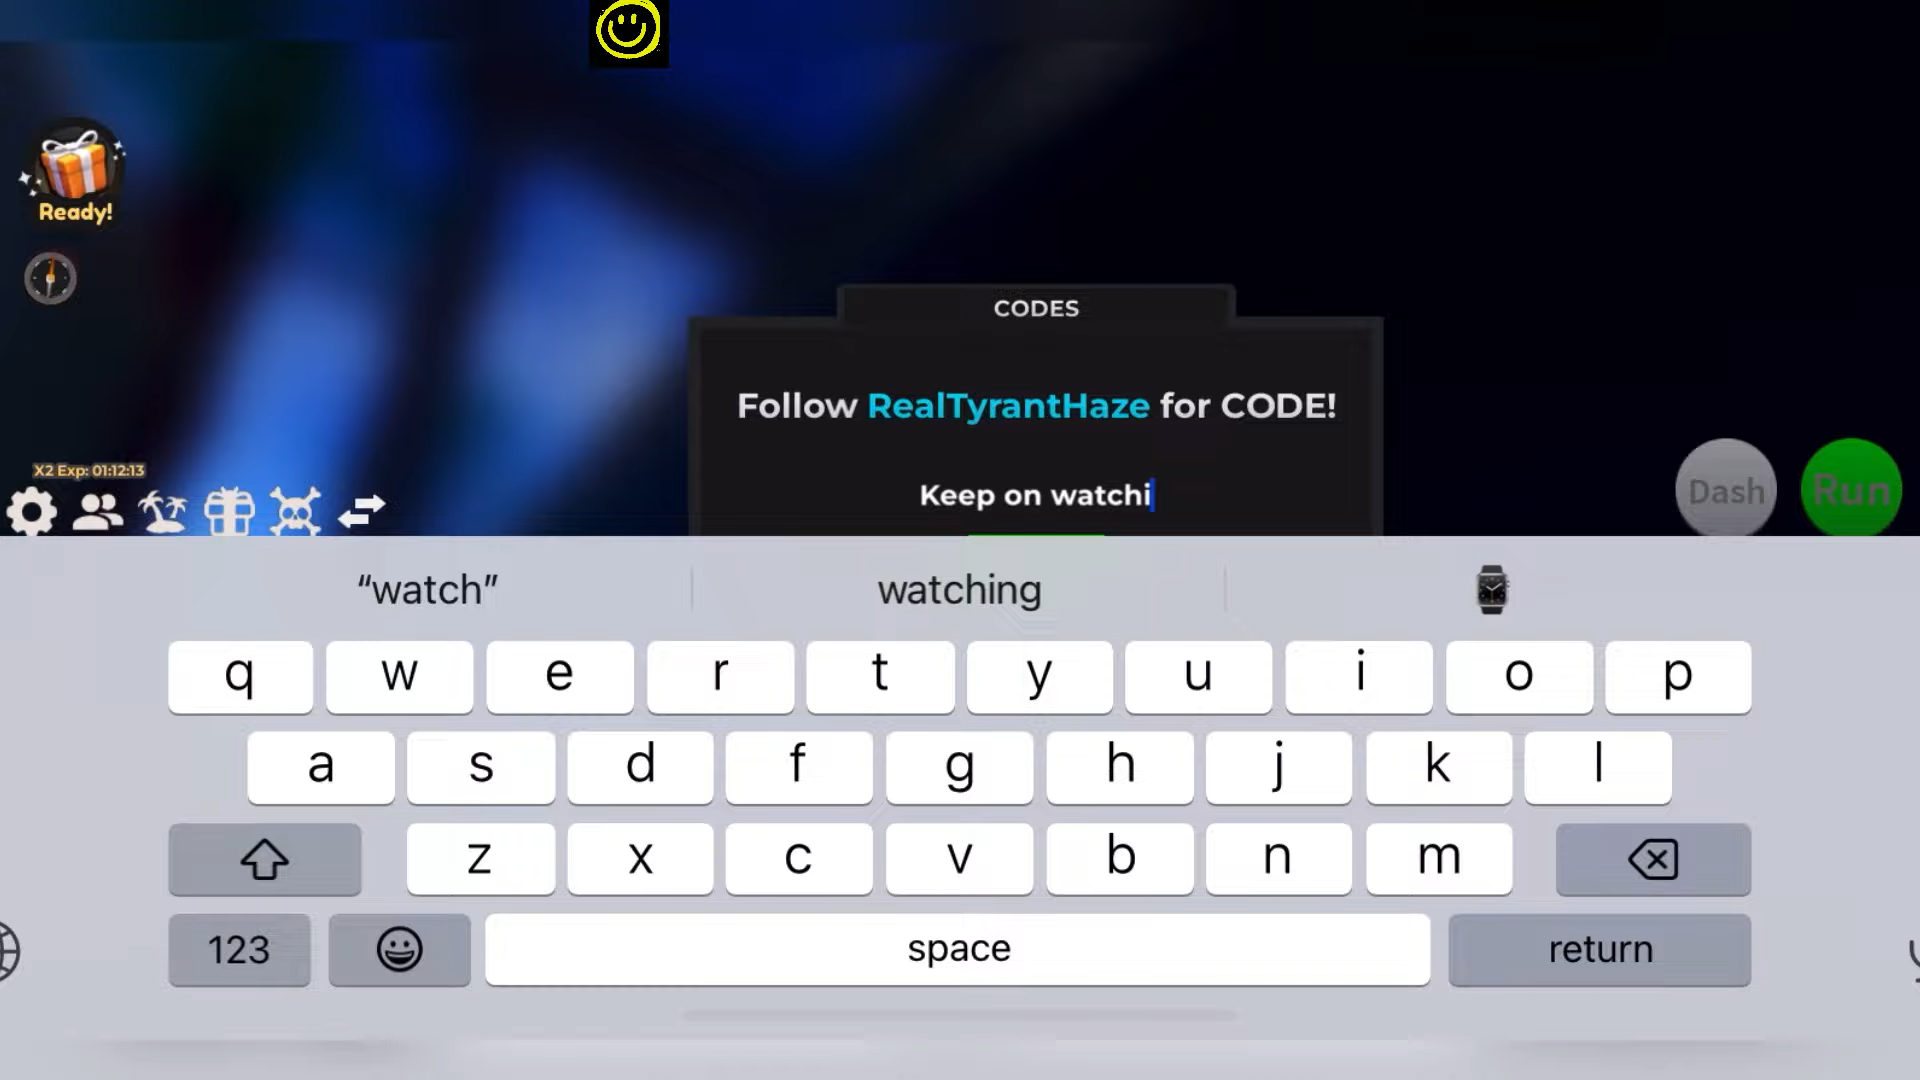 Ready!
CODES
Follow RealTyrantHaze for CODE!
Keep on watchi
X2 Exp: 01:12:13
Dash
Run
“watch”
watching
q w e r t y u i o p
a s d f g h j k l
z x c v b n m
123
space
return